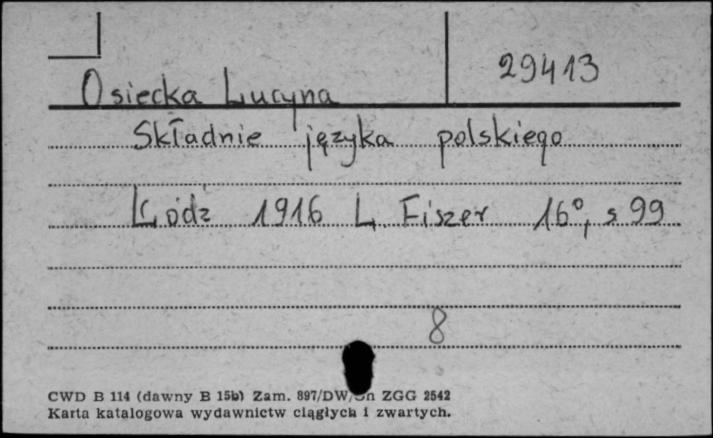 29413
Osiecka Lucyna
Składnie języka polskiego
Łódź 1916 L. Fiszer 16°, s 99
8
CWD B 114 (dawny B 15b) Zam. 897/DW/ ZGG 2542
Karta katalogowa wydawnictw ciągłych i zwartych.